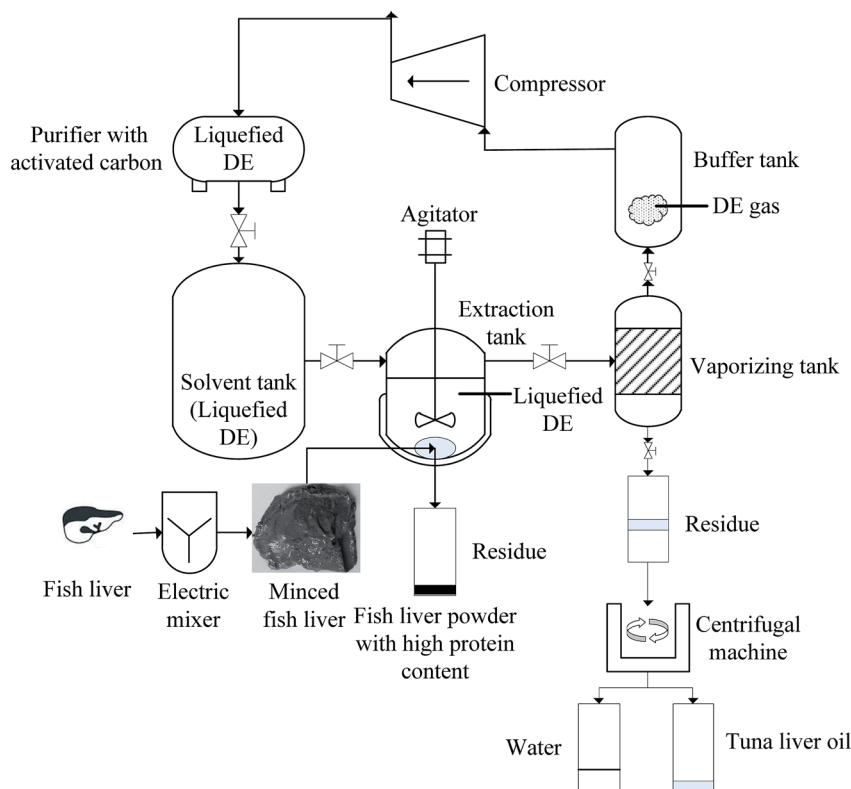 Compressor
Purifier with
activated carbon
Liquefied
DE
Buffer tank
DE gas
Agitator
Extraction
tank
Solvent tank
(Liquefied
DE)
Liquefied
DE
Vaporizing tank
Fish liver
Electric
mixer
Minced
fish liver
Residue
Fish liver powder
with high protein
content
Residue
Centrifugal
machine
Water
Tuna liver oil